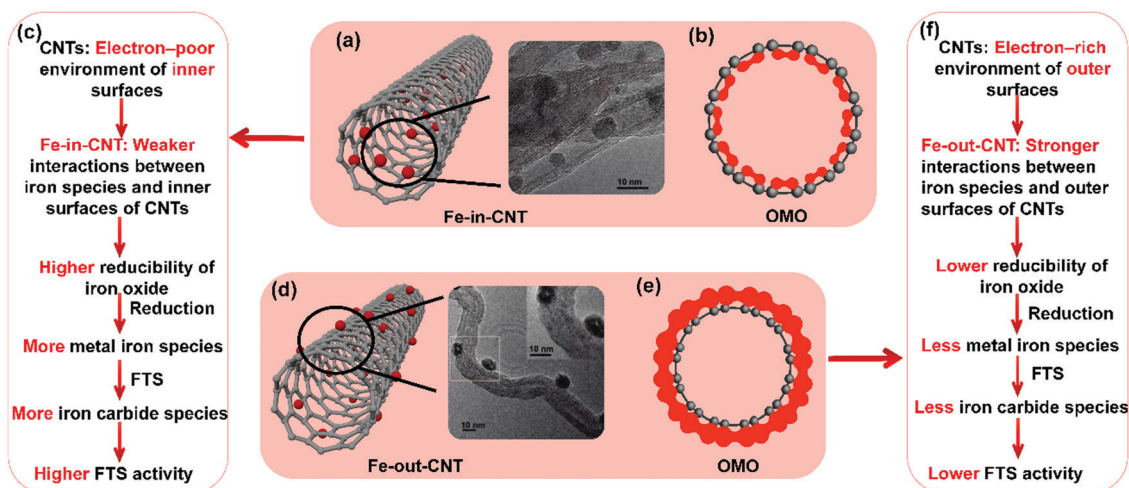 (c)
CNTs: Electron–poor
environment of inner
surfaces
Fe-in-CNT: Weaker
interactions between
iron species and inner
surfaces of CNTs
Higher reducibility of
iron oxide
Reduction
More metal iron species
FTS
More iron carbide species
Higher FTS activity
(a)
10 nm
Fe-in-CNT
(b)
OMO
(d)
10 nm
10 nm
Fe-out-CNT
(e)
OMO
(f)
CNTs: Electron–rich
environment of outer
surfaces
Fe-out-CNT: Stronger
interactions between
iron species and outer
surfaces of CNTs
Lower reducibility of
iron oxide
Reduction
Less metal iron species
FTS
Less iron carbide species
Lower FTS activity